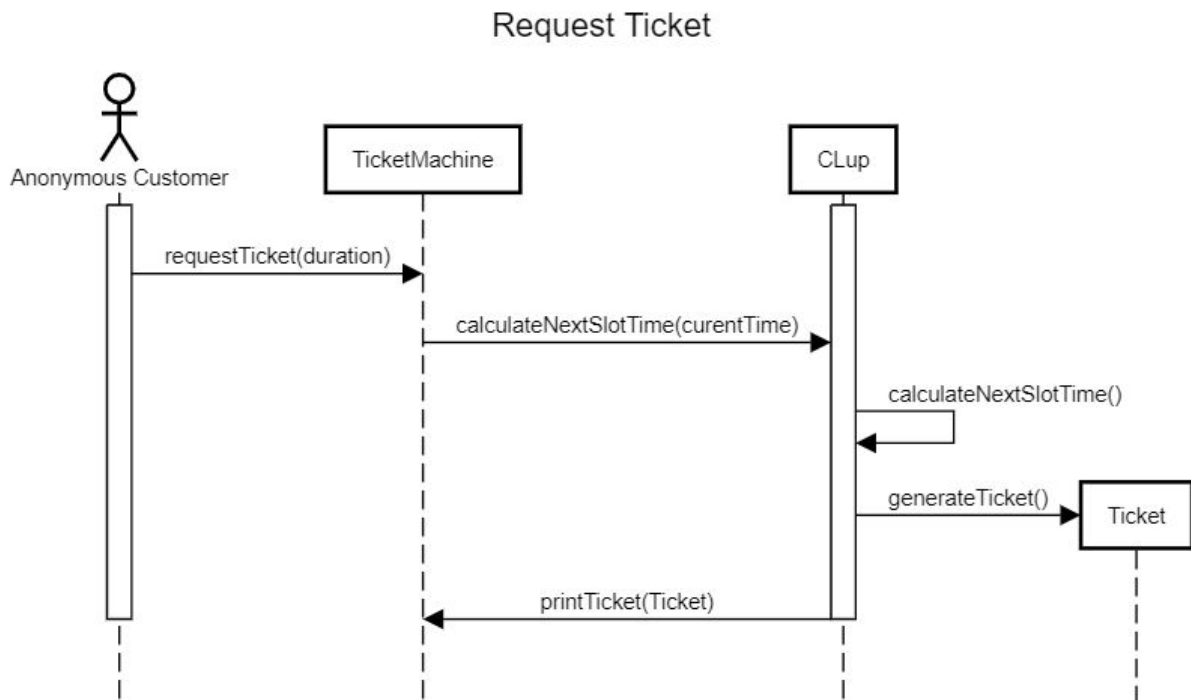 Request Ticket
Anonymous Customer
TicketMachine
CLup
requestTicket(duration)
calculateNextSlotTime(curentTime)
calculateNextSlotTime()
generateTicket()
Ticket
printTicket(Ticket)